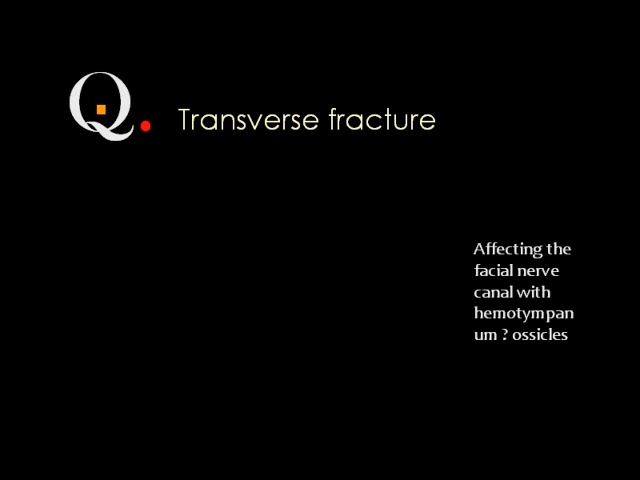 Q. Transverse fracture
Affecting the
facial nerve
canal with
hemotympan
um ? ossicles